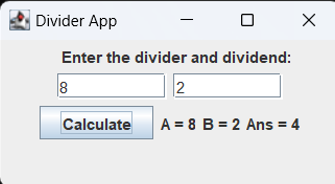 Divider App
Enter the divider and dividend:
8 2
Calculate A = 8 B = 2 Ans = 4